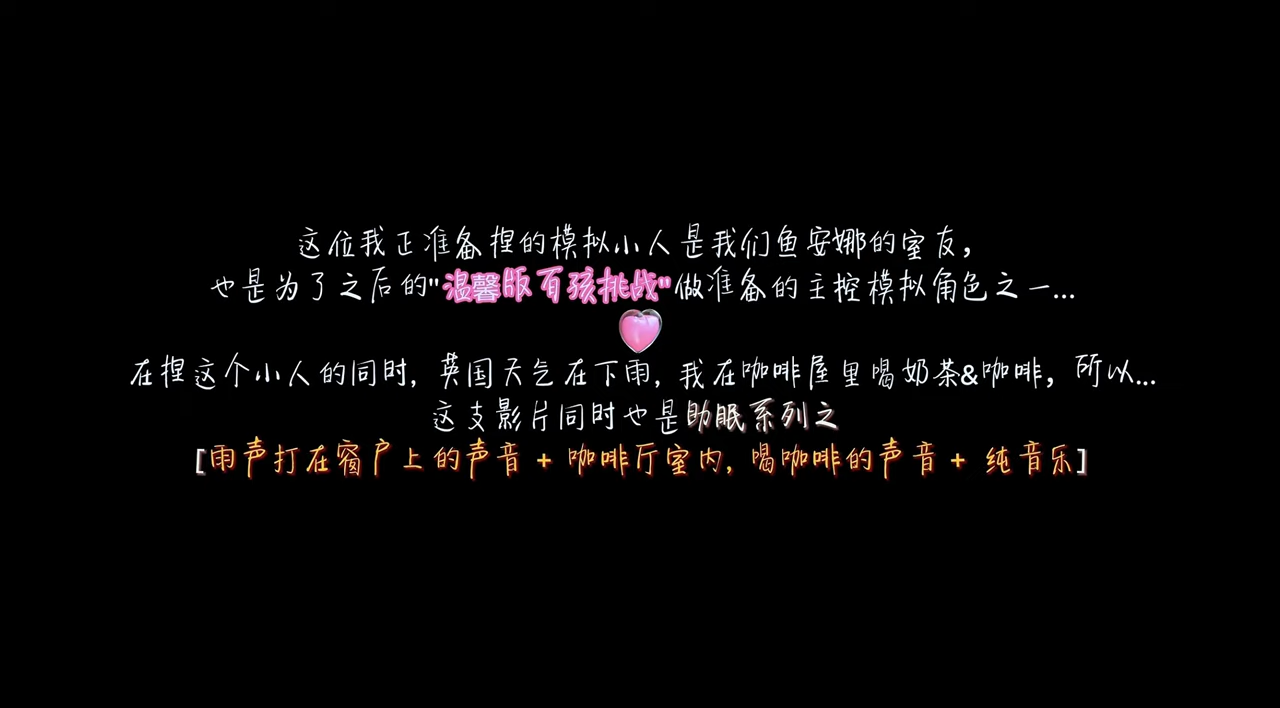 这位我正准备捏的模拟小人是我们鱼安娜的室友,
也是为了之后的"温馨版百孩挑战"做准备的主控模拟角色之一...
在捏这个小人的同时, 英国天气在下雨, 我在咖啡屋里喝奶茶&咖啡, 所以...
这支影片同时也是助眠系列之
[雨声打在窗户上的声音 + 咖啡厅室内, 喝咖啡的声音 + 纯音乐]